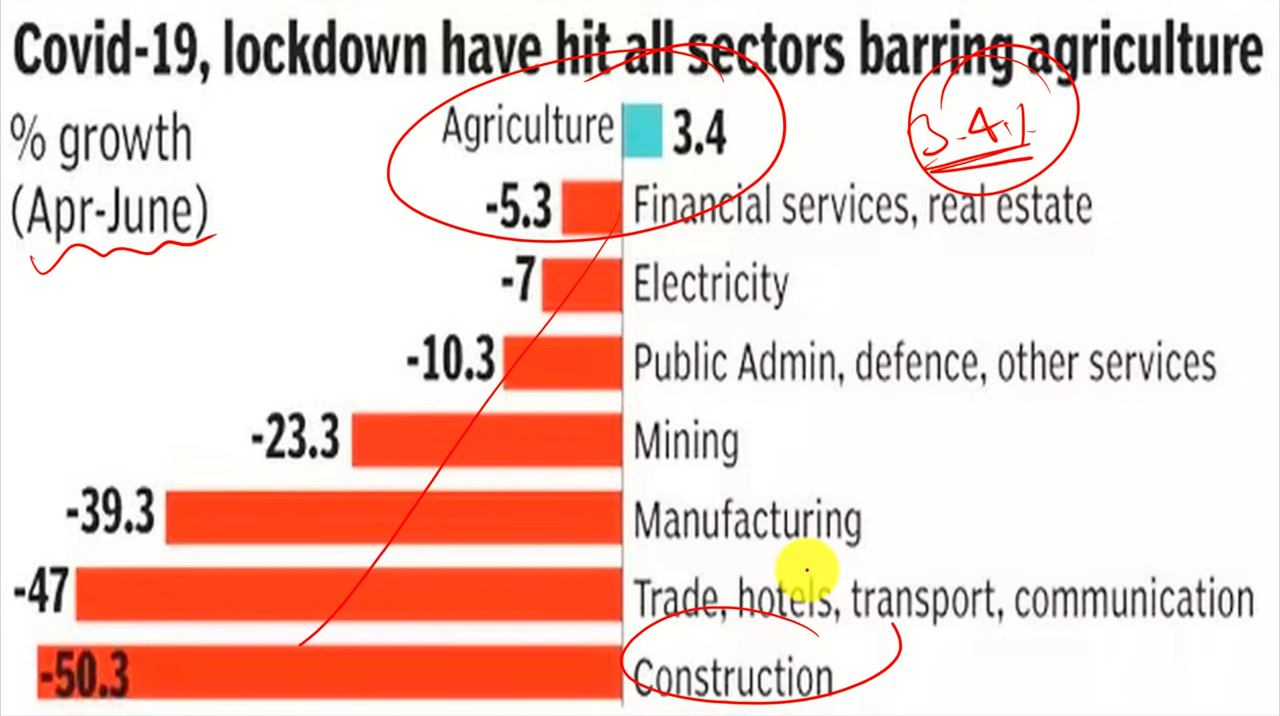 Covid-19, lockdown have hit all sectors barring agriculture
% growth
(Apr-June)
Agriculture 3.4
3.4%
-5.3 Financial services, real estate
-7 Electricity
-10.3 Public Admin, defence, other services
-23.3 Mining
-39.3 Manufacturing
-47 Trade, hotels, transport, communication
-50.3 Construction